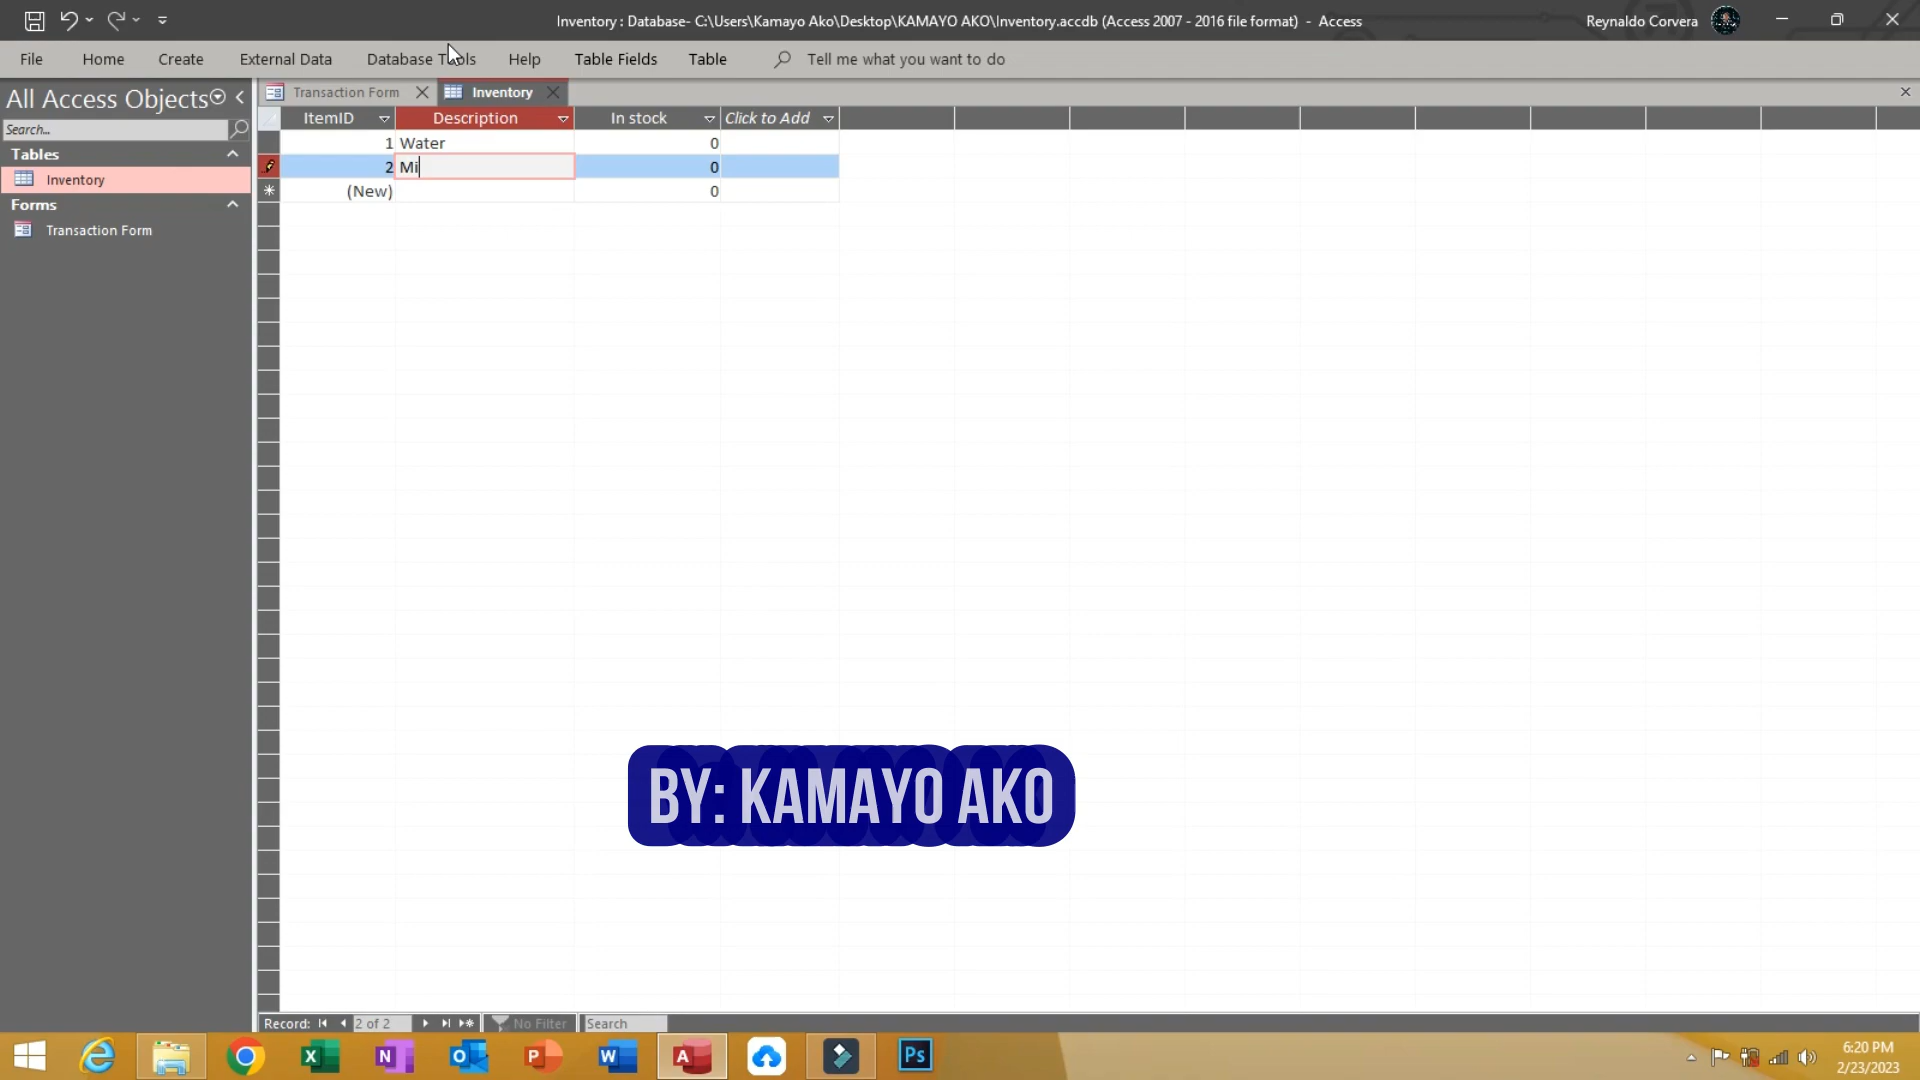 Inventory : Database- C:\Users\Kamayo Ako\Desktop\KAMAYO AKO\Inventory.accdb (Access 2007 - 2016 file format) - Access
Reynaldo Corvera
File Home Create External Data Database Tools Help Table Fields Table Tell me what you want to do
All Access Objects
Search...
Tables
Inventory
Forms
Transaction Form
Transaction Form Inventory
ItemID Description In stock Click to Add
1 Water 0
2 Mi 0
(New) 0
BY: KAMAYO AKO
Record: 2 of 2 No Filter Search
6:20 PM
2/23/2023